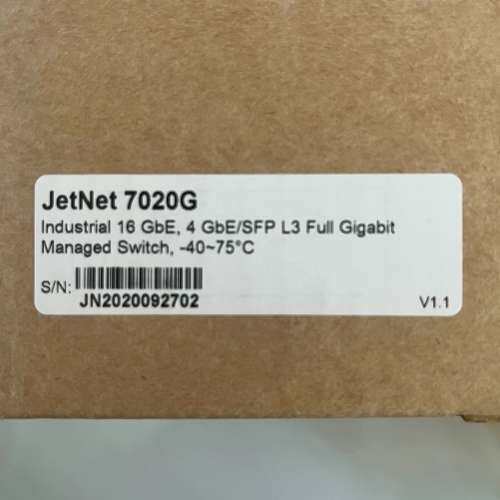 JetNet 7020G
Industrial 16 GbE, 4 GbE/SFP L3 Full Gigabit
Managed Switch, -40~75°C
S/N:
JN2020092702
V1.1